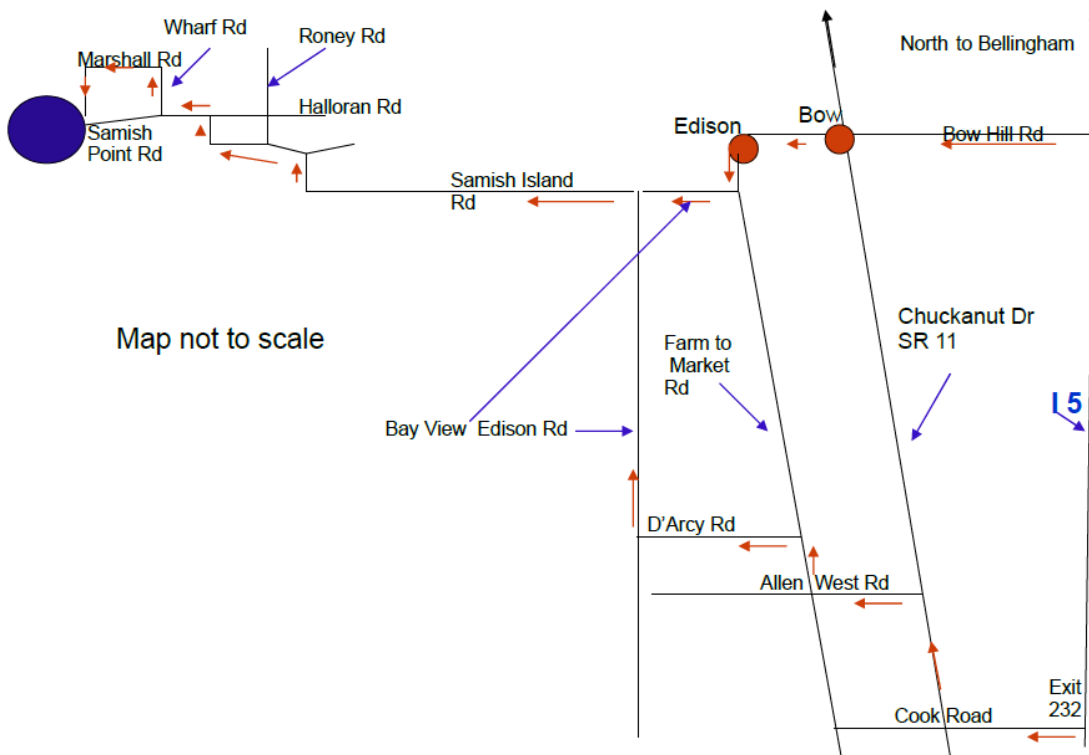 Wharf Rd
Roney Rd
North to Bellingham
Marshall Rd
Halloran Rd
Samish
Point Rd
Edison
Bow
Bow Hill Rd
Samish Island
Rd
Map not to scale
Chuckanut Dr
SR 11
Farm to
Market
Rd
I 5
Bay View Edison Rd
D'Arcy Rd
Allen West Rd
Exit
232
Cook Road